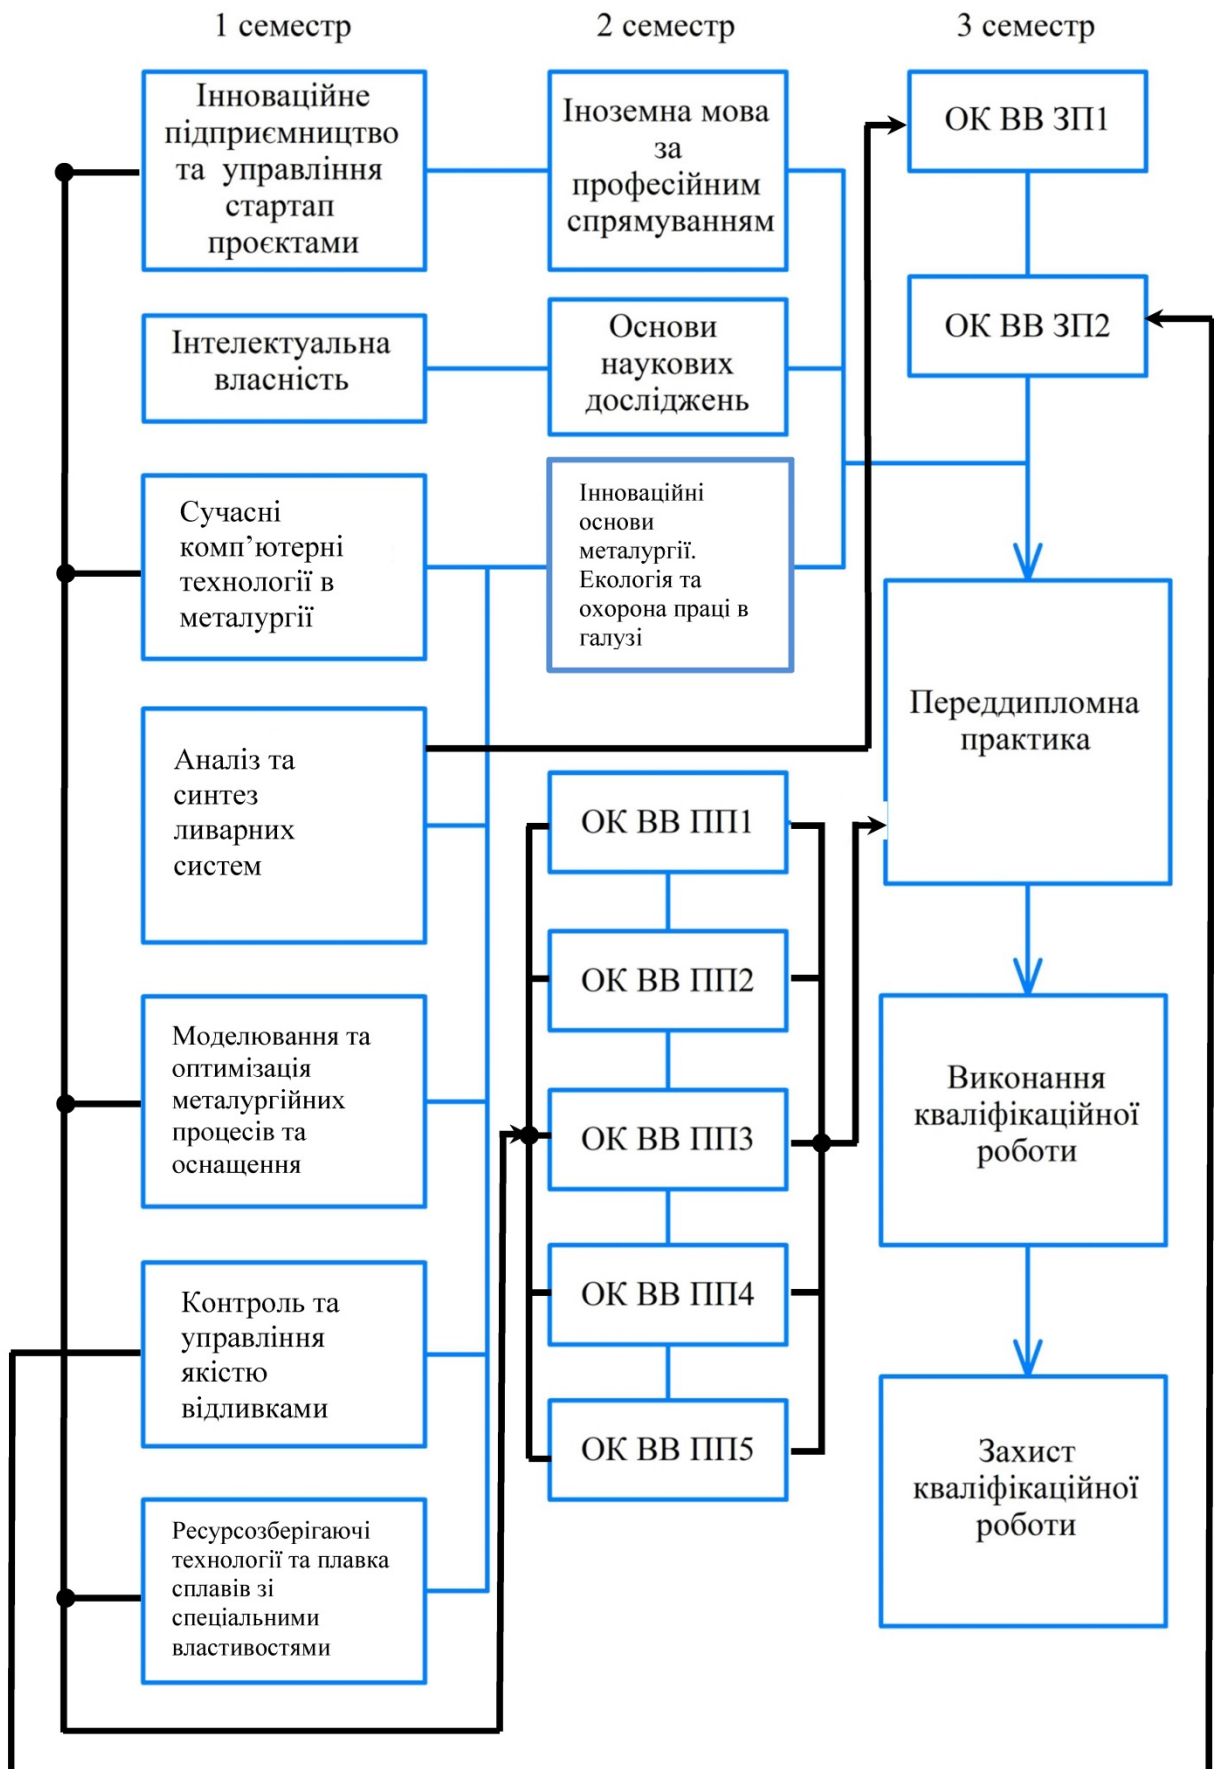 1 семестр
2 семестр
3 семестр
Інноваційне
підприємництво
та управління
стартап
проєктами
Інтелектуальна
власність
Сучасні
комп’ютерні
технології в
металургії
Аналіз та
синтез
ливарних
систем
Моделювання та
оптимізація
металургійних
процесів та
оснащення
Контроль та
управління
якістю
відливками
Ресурсозберігаючі
технології та плавка
сплавів зі
спеціальними
властивостями
Іноземна мова
за
професійним
спрямуванням
Основи
наукових
досліджень
Інноваційні
основи
металургії.
Екологія та
охорона праці в
галузі
ОК ВВ ПП1
ОК ВВ ПП2
ОК ВВ ПП3
ОК ВВ ПП4
ОК ВВ ПП5
ОК ВВ ЗП1
ОК ВВ ЗП2
Переддипломна
практика
Виконання
кваліфікаційної
роботи
Захист
кваліфікаційної
роботи